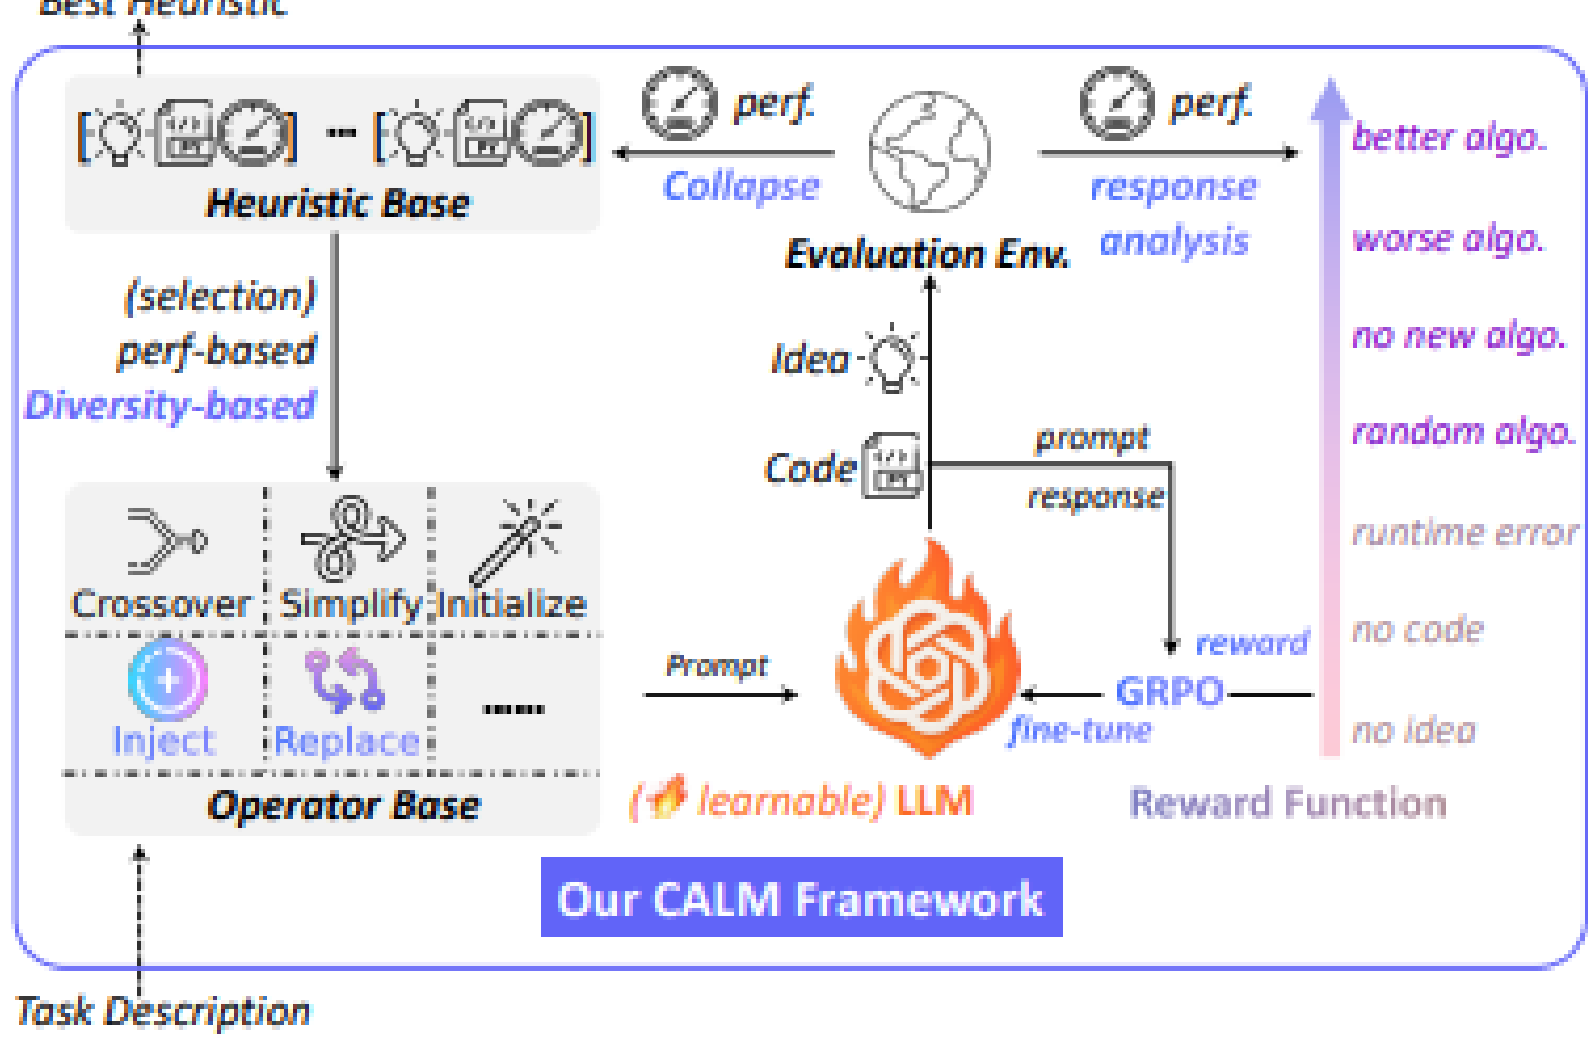 Best Heuristic
[ ] ... [ ]
Heuristic Base
perf.
Collapse
Evaluation Env.
perf.
response
analysis
better algo.
worse algo.
no new algo.
random algo.
runtime error
no code
no idea
Reward Function
(selection)
perf-based
Diversity-based
Idea
Code
</>
PY
prompt
response
reward
GRPO
fine-tune
Crossover
Simplify
Initialize
Inject
Replace
......
Operator Base
Prompt
(learnable) LLM
Our CALM Framework
Task Description